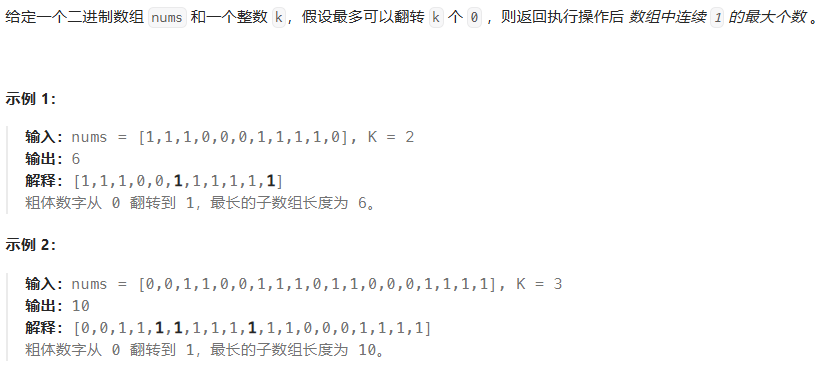 给定一个二进制数组 nums 和一个整数 k，假设最多可以翻转 k 个 0 ，则返回执行操作后 数组中连续 1 的最大个数 。
示例 1：
输入：nums = [1,1,1,0,0,0,1,1,1,1,0], K = 2
输出：6
解释：[1,1,1,0,0,1,1,1,1,1,1]
粗体数字从 0 翻转到 1，最长的子数组长度为 6。
示例 2：
输入：nums = [0,0,1,1,0,0,1,1,1,0,1,1,0,0,0,1,1,1,1], K = 3
输出：10
解释：[0,0,1,1,1,1,1,1,1,1,1,1,0,0,0,1,1,1,1]
粗体数字从 0 翻转到 1，最长的子数组长度为 10。